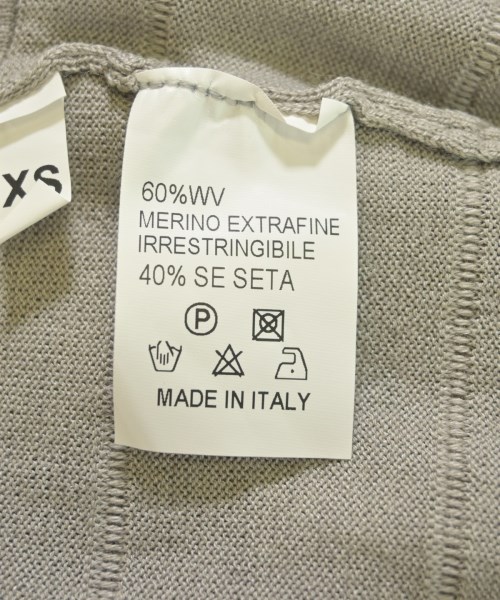 XS
60%WV
MERINO EXTRAFINE
IRRESTRINGIBILE
40% SE SETA
P
MADE IN ITALY